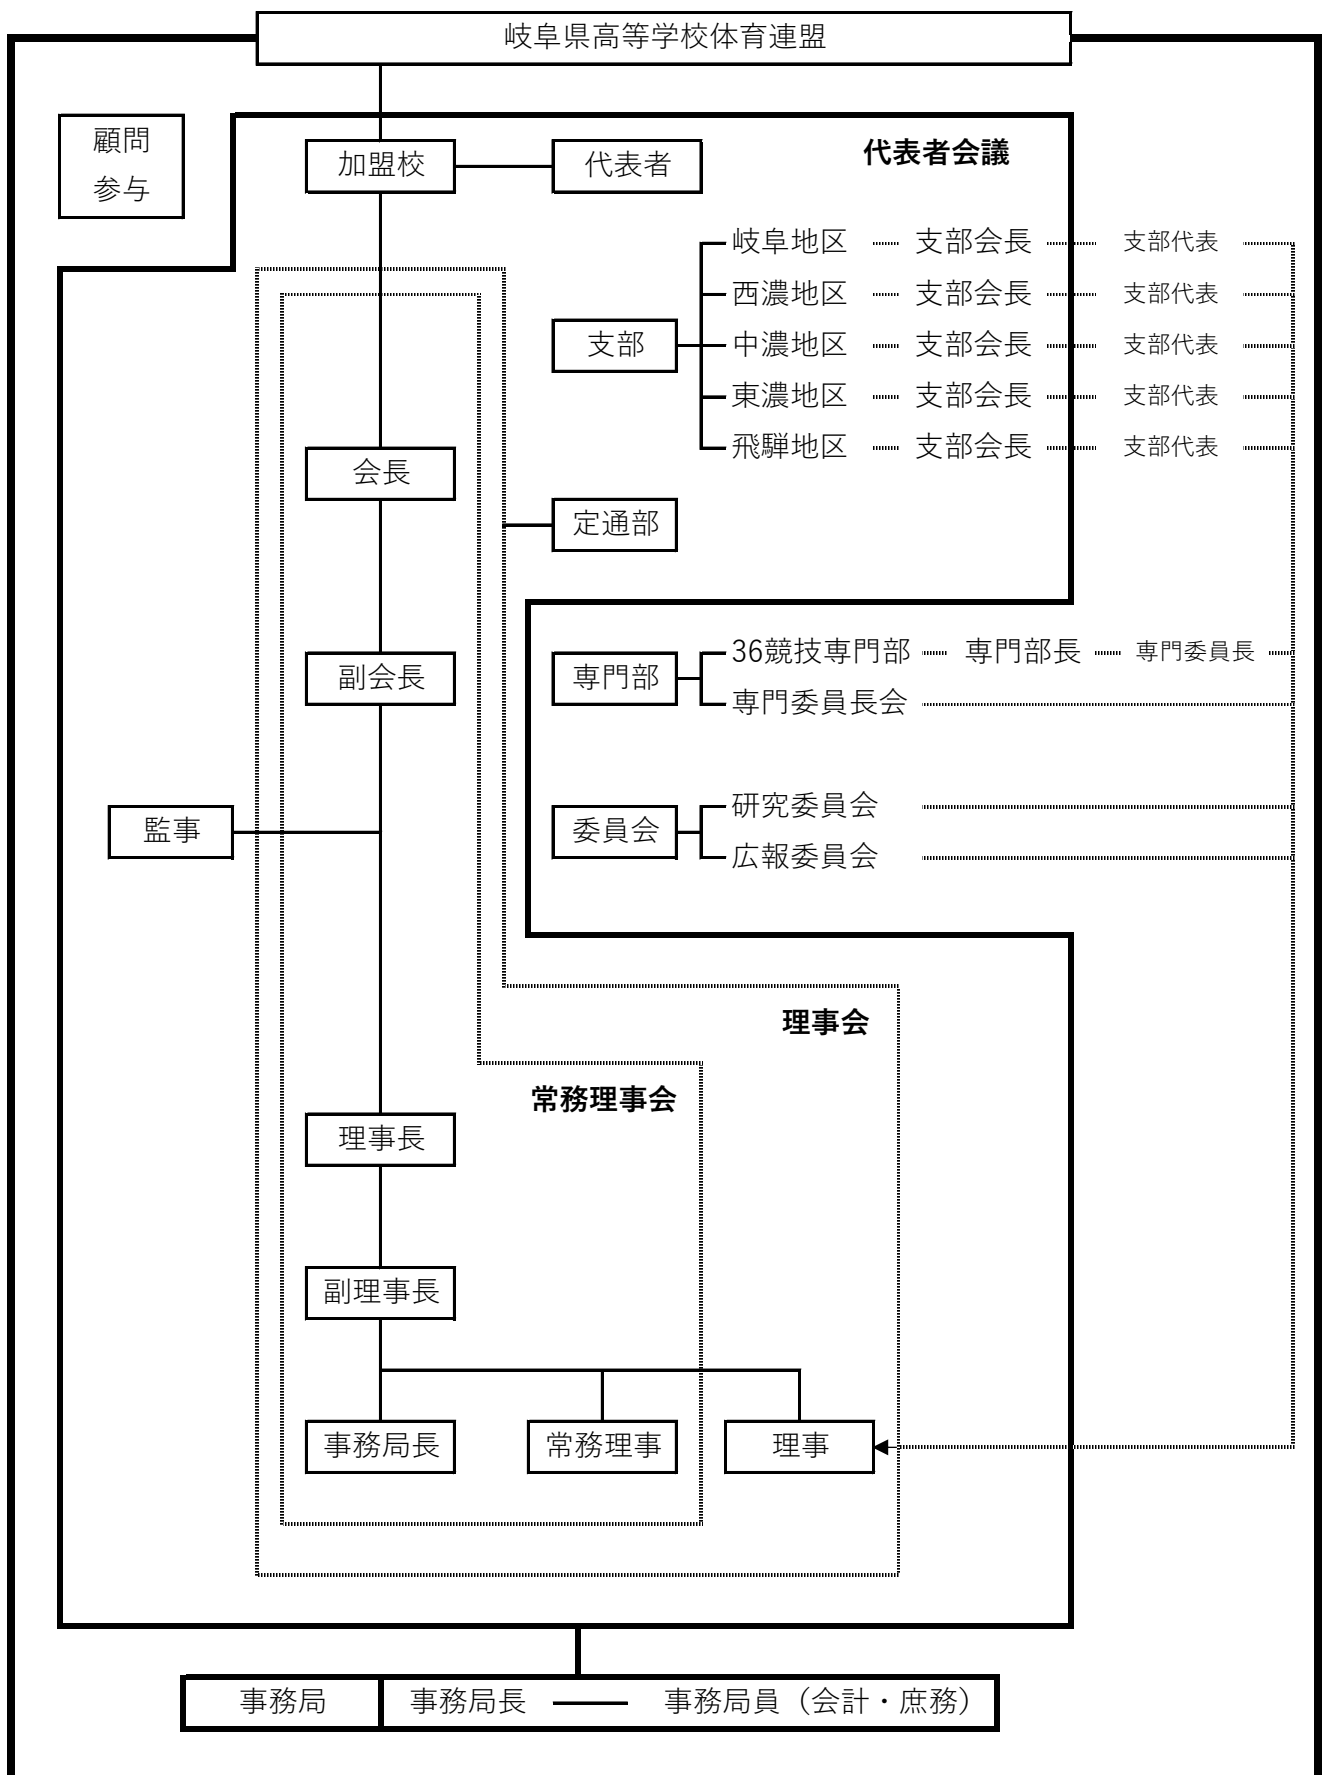 岐阜県高等学校体育連盟
顧問
参与
加盟校 代表者 代表者会議
岐阜地区 支部会長 支部代表
西濃地区 支部会長 支部代表
支部 中濃地区 支部会長 支部代表
東濃地区 支部会長 支部代表
飛騨地区 支部会長 支部代表
会長
定通部
36競技専門部 専門部長 専門委員長
副会長 専門部
専門委員長会
研究委員会
監事 委員会
広報委員会
理事会
常務理事会
理事長
副理事長
事務局長 常務理事 理事
事務局 事務局長 事務局員（会計・庶務）